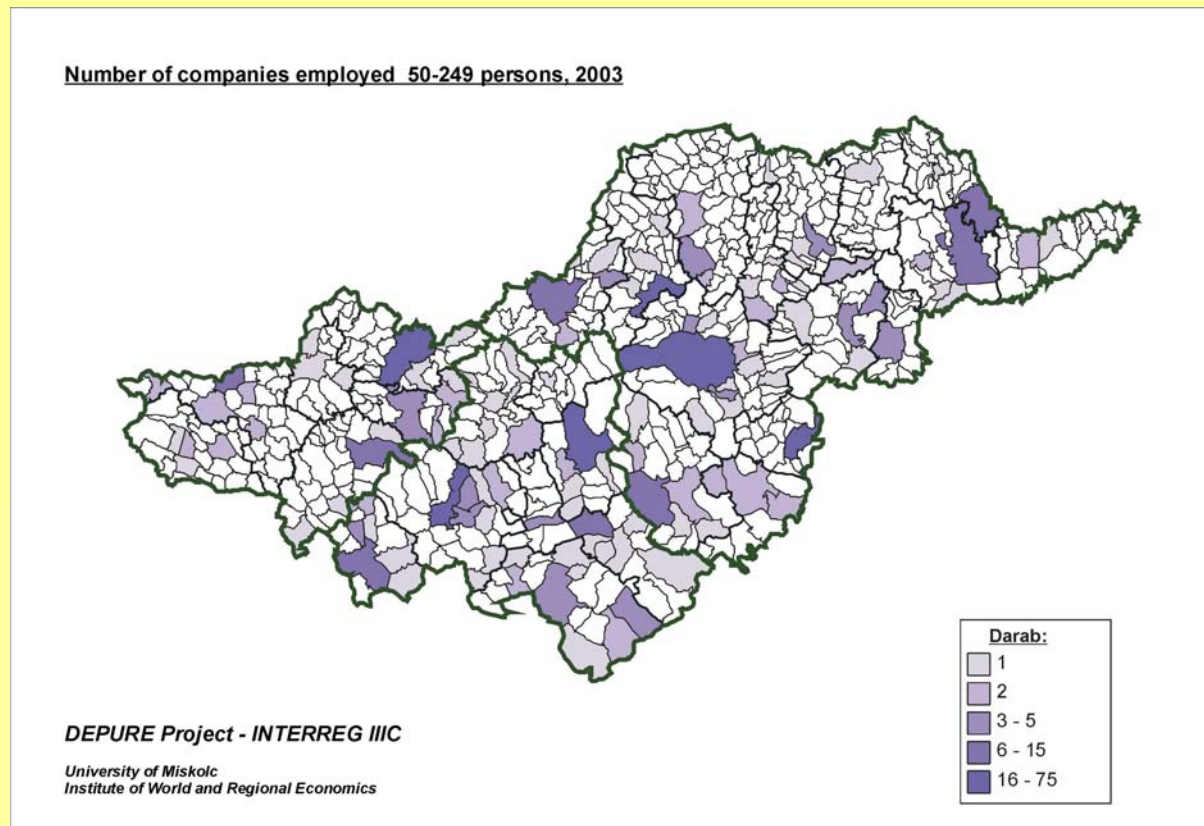 Number of companies employed  50-249 persons, 2003
Darab:
1
2
3 - 5
6 - 15
16 - 75
DEPURE Project - INTERREG IIIC
University of Miskolc
Institute of World and Regional Economics